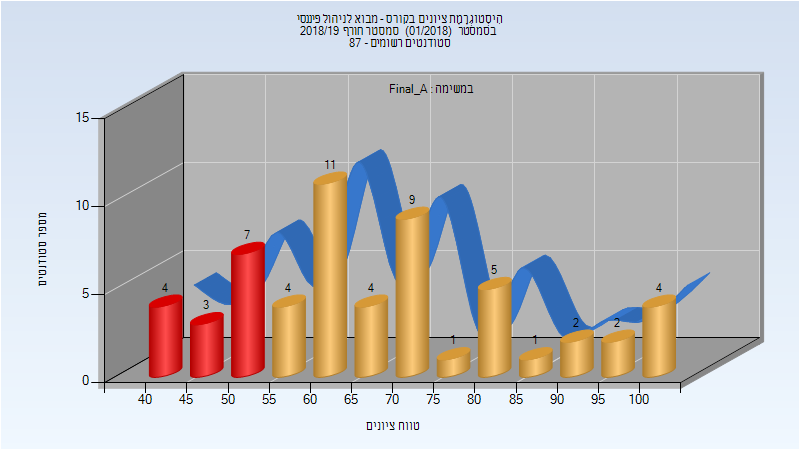 היסטוגרמת ציונים בקורס - מבוא לניהול פיננסי
בסמסטר (01/2018) סמסטר חורף 2018/19
סטודנטים רשומים - 87
במשימה : Final_A
מספר סטודנטים
15
10
5
0
4
3
7
4
11
4
9
1
5
1
2
2
4
40 45 50 55 60 65 70 75 80 85 90 95 100
טווח ציונים